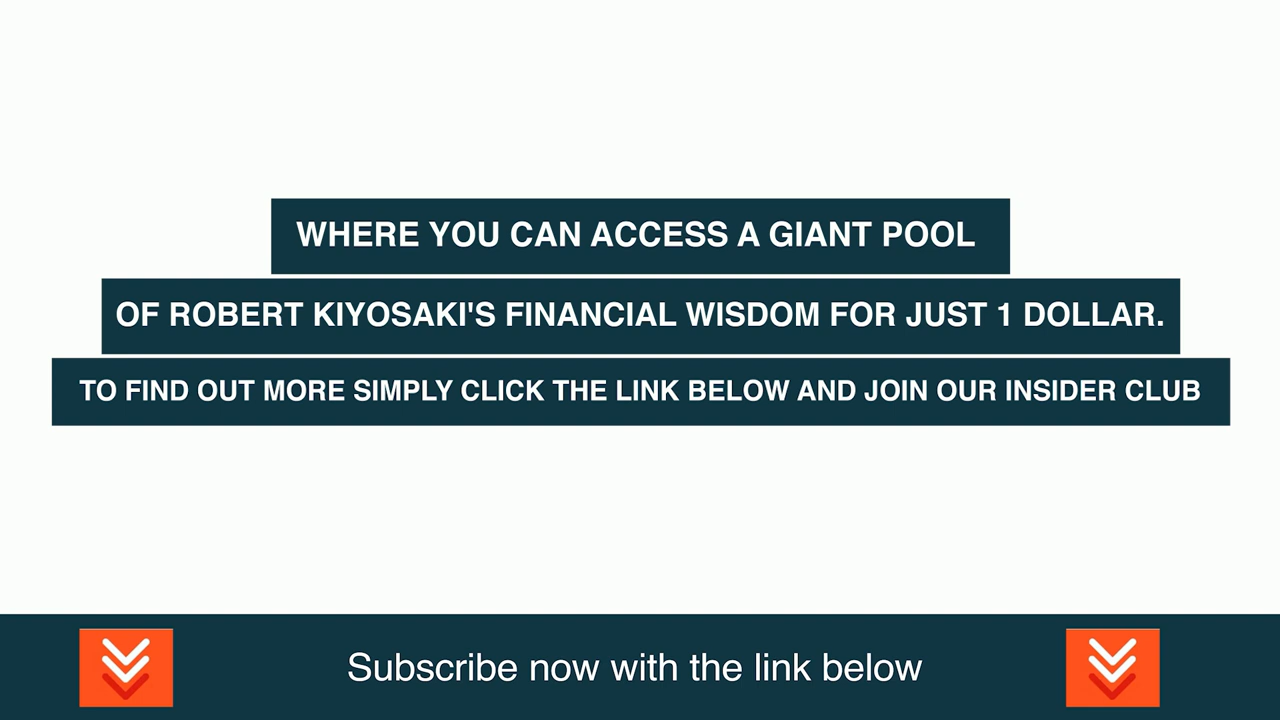 WHERE YOU CAN ACCESS A GIANT POOL
OF ROBERT KIYOSAKI'S FINANCIAL WISDOM FOR JUST 1 DOLLAR.
TO FIND OUT MORE SIMPLY CLICK THE LINK BELOW AND JOIN OUR INSIDER CLUB
Subscribe now with the link below